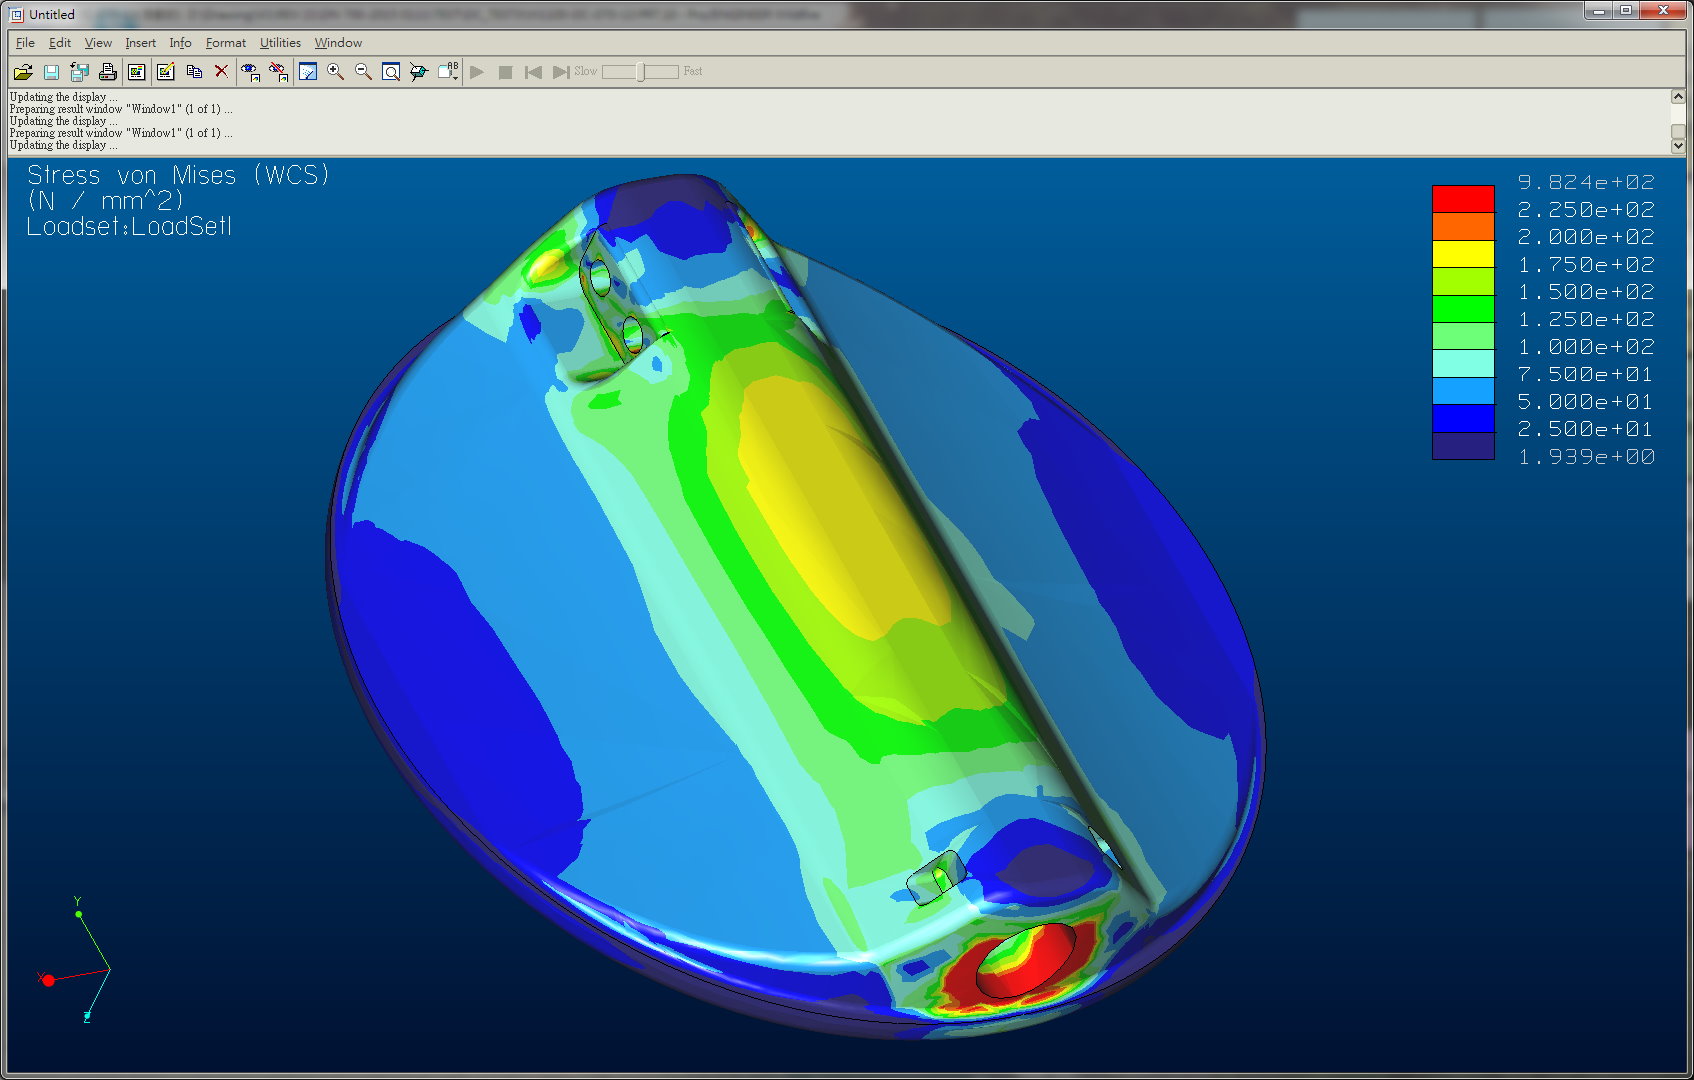 Untitled
File Edit View Insert Info Format Utilities Window
AB
Slow Fast
Updating the display ...
Preparing result window "Window1" (1 of 1) ...
Updating the display ...
Preparing result window "Window1" (1 of 1) ...
Updating the display ...
Stress von Mises (WCS)
(N / mm^2)
Loadset:LoadSet1
9.824e+02
2.250e+02
2.000e+02
1.750e+02
1.500e+02
1.250e+02
1.000e+02
7.500e+01
5.000e+01
2.500e+01
1.939e+00
Y
X
Z